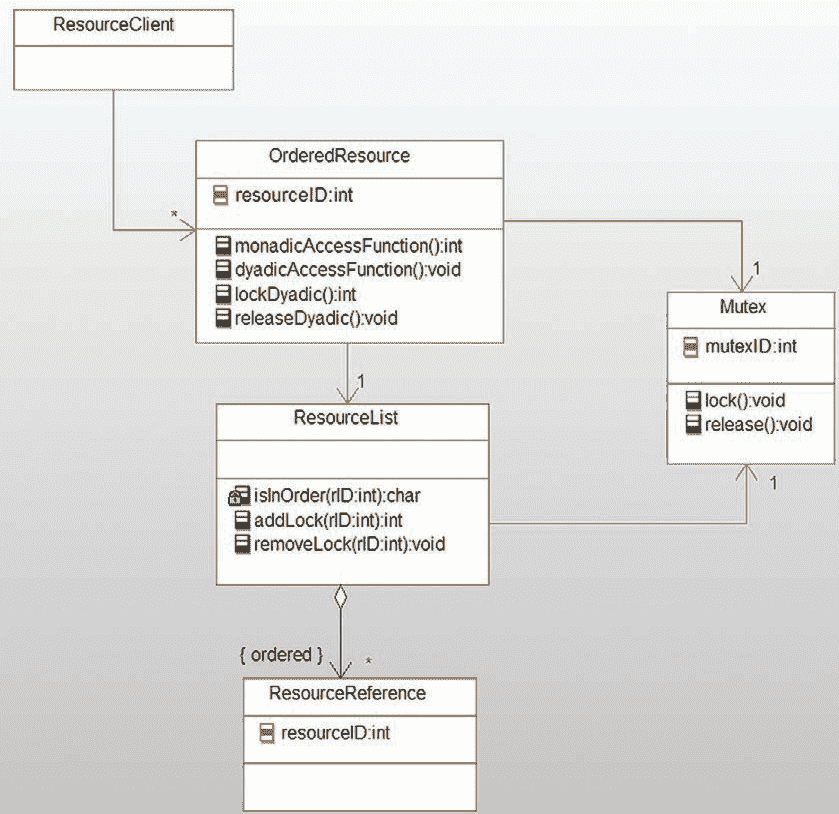 ResourceClient
OrderedResource
resourceID:int
*
monadicAccessFunction():int
dyadicAccessFunction():void
lockDyadic():int
releaseDyadic():void
1
Mutex
mutexID:int
lock():void
release():void
1
1
ResourceList
isInOrder(rID:int):char
addLock(rID:int):int
removeLock(rID:int):void
{ ordered }
*
ResourceReference
resourceID:int